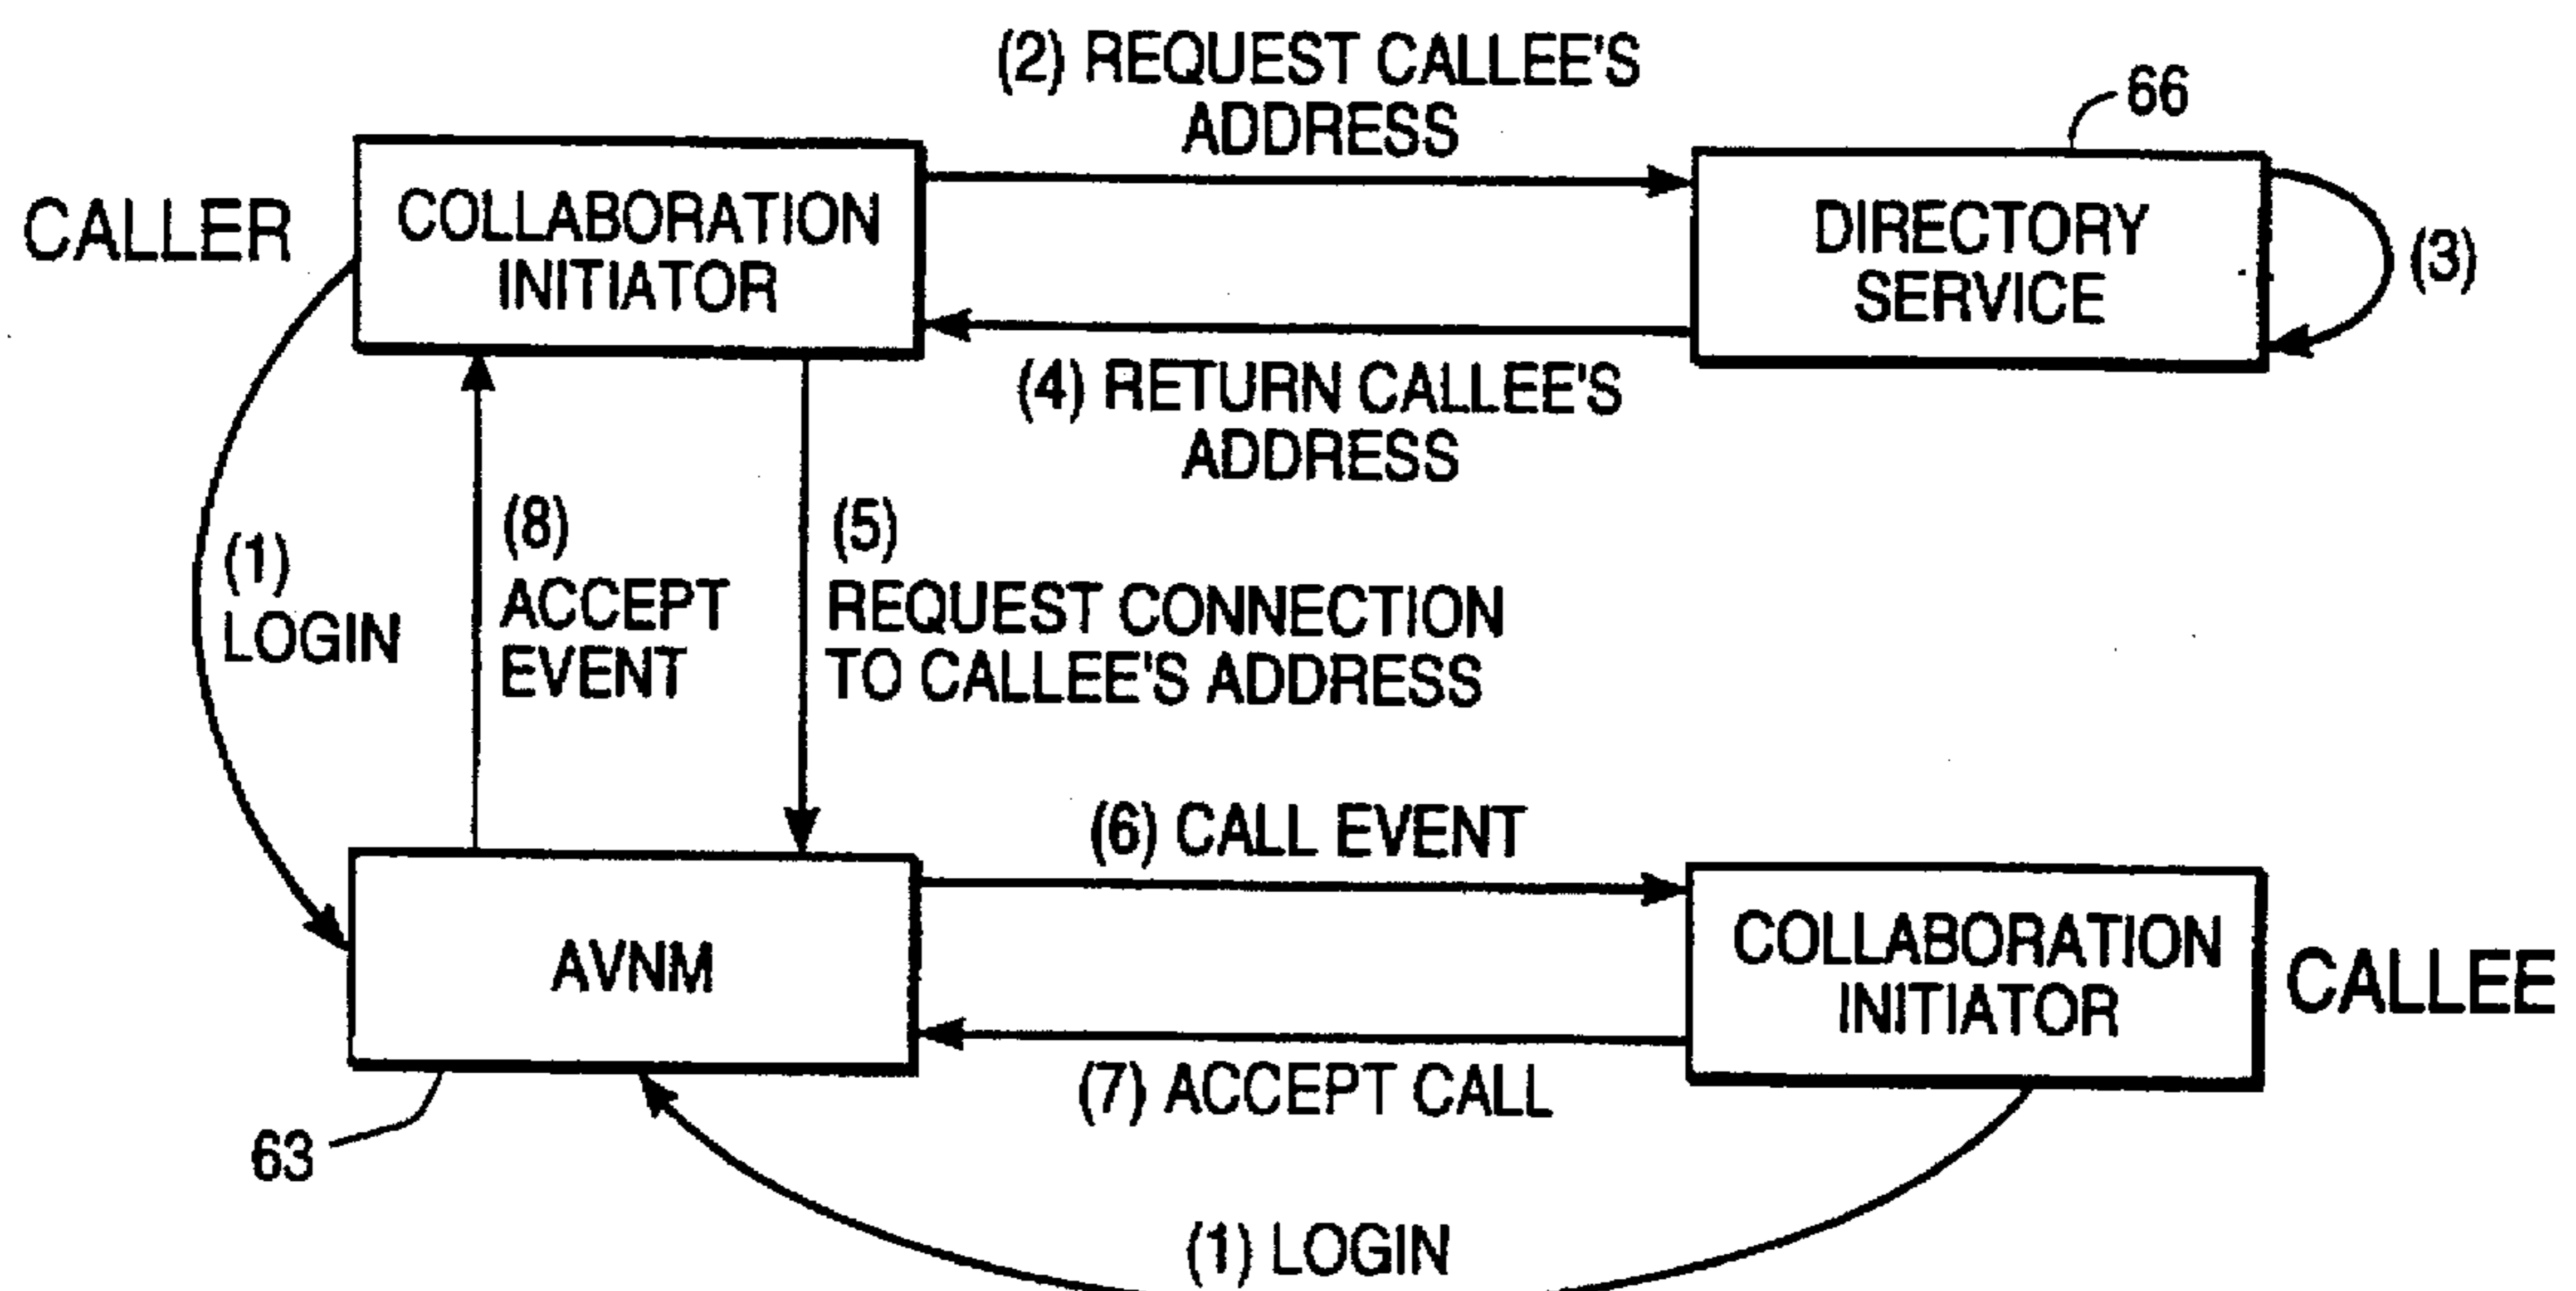 (2) REQUEST CALLEE'S
ADDRESS
66
CALLER
COLLABORATION
INITIATOR
DIRECTORY
SERVICE
(3)
(4) RETURN CALLEE'S
ADDRESS
(1)
LOGIN
(8)
ACCEPT
EVENT
(5)
REQUEST CONNECTION
TO CALLEE'S ADDRESS
(6) CALL EVENT
AVNM
COLLABORATION
INITIATOR
CALLEE
(7) ACCEPT CALL
63
(1) LOGIN